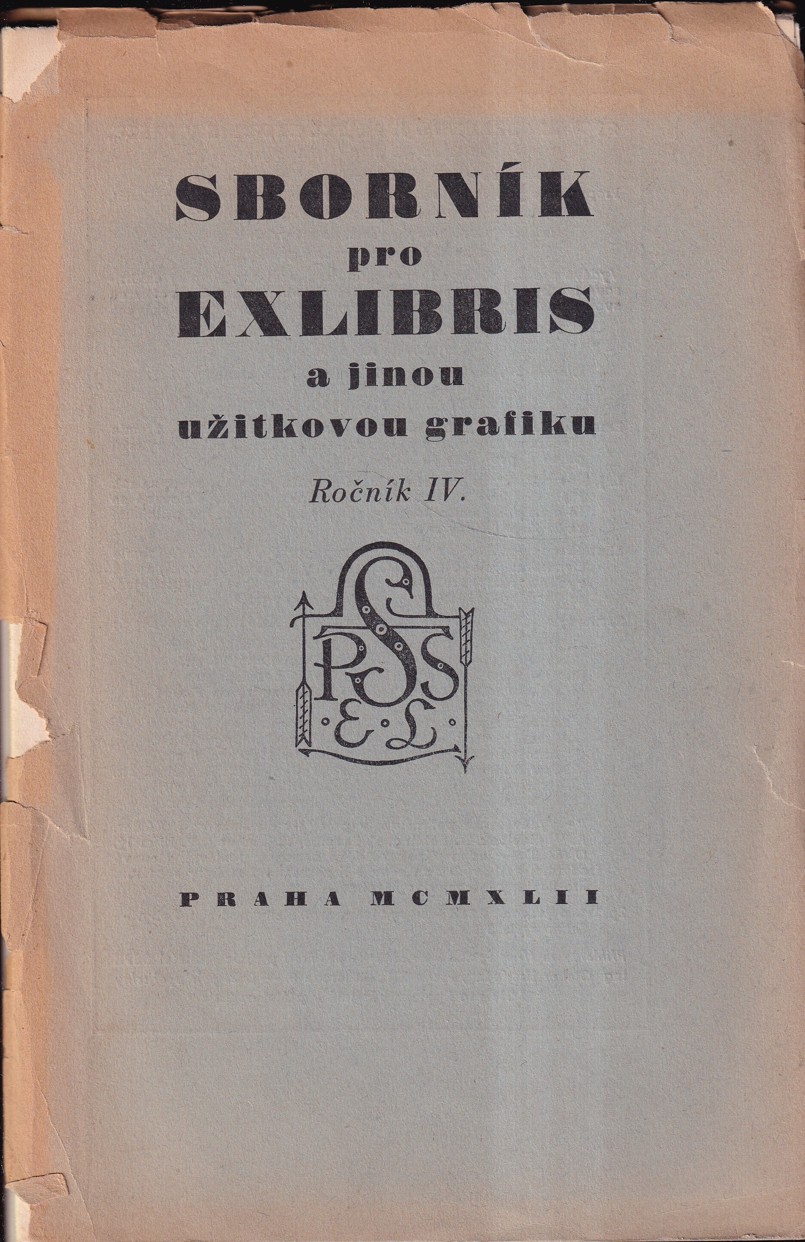 SBORNÍK
pro
EXLIBRIS
a jinou
užitkovou grafiku
Ročník IV.
S
P S S
E L
PRAHA MCMXLII